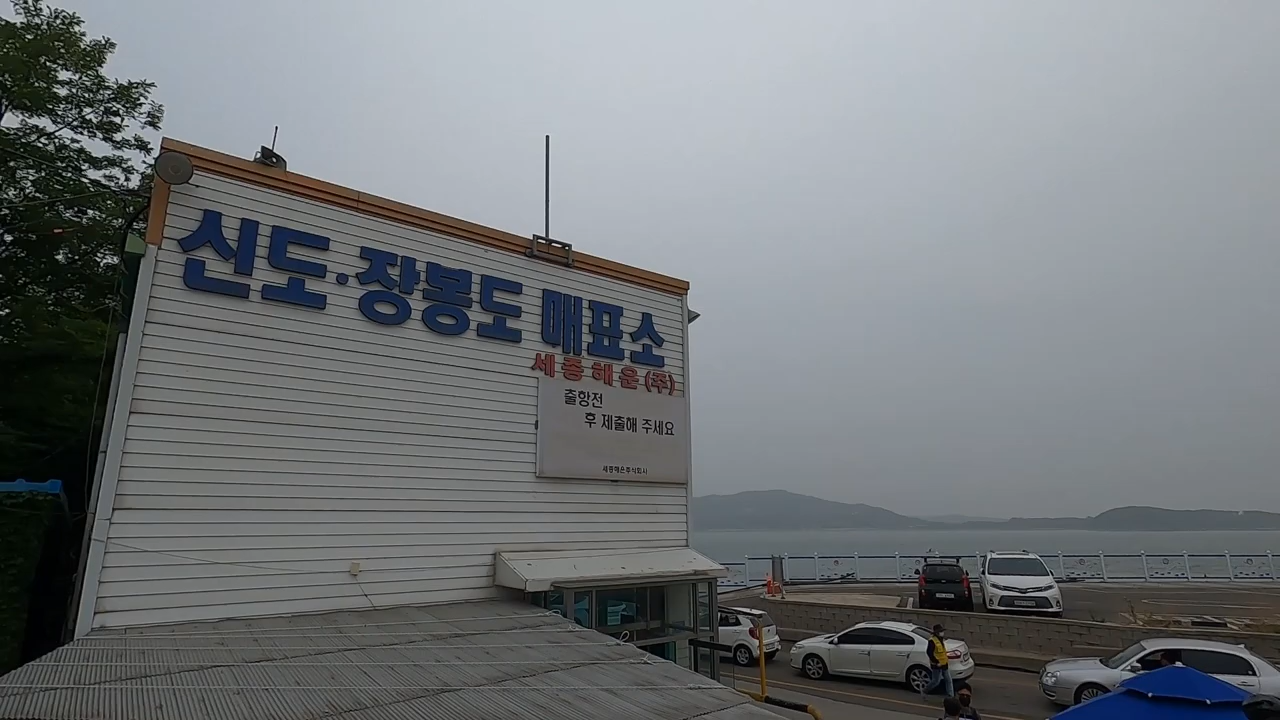 신도·장봉도 매표소
세종해운(주)
출항전
후 제출해 주세요
세종해운주식회사